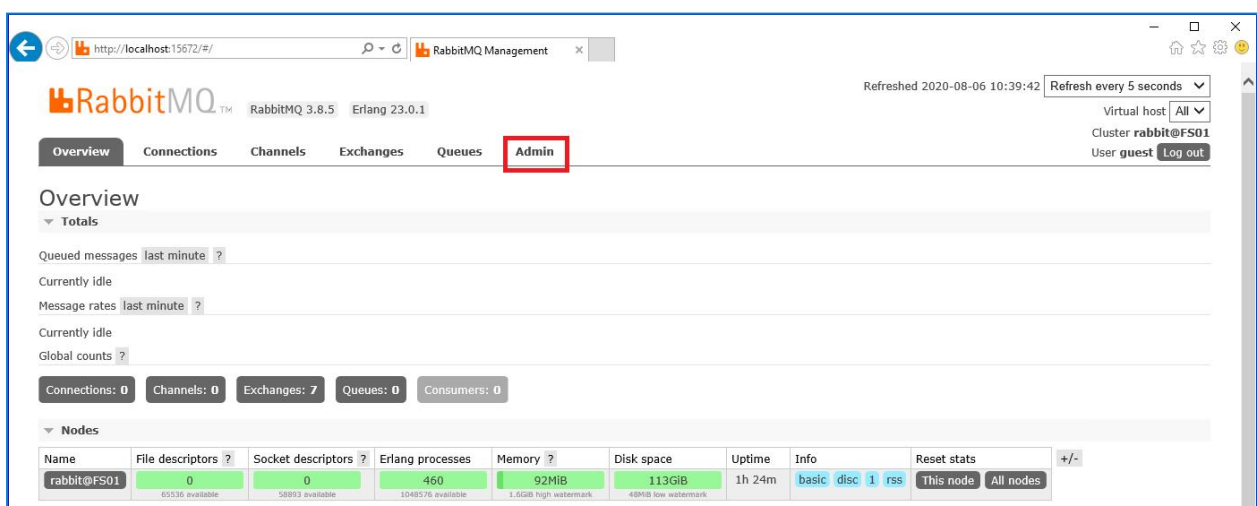 http://localhost:15672/#/
RabbitMQ Management
Refreshed 2020-08-06 10:39:42 Refresh every 5 seconds
RabbitMQ TM RabbitMQ 3.8.5 Erlang 23.0.1
Virtual host All
Cluster rabbit@FS01
User guest Log out
Overview Connections Channels Exchanges Queues Admin
Overview
Totals
Queued messages last minute ?
Currently idle
Message rates last minute ?
Currently idle
Global counts ?
Connections: 0 Channels: 0 Exchanges: 7 Queues: 0 Consumers: 0
Nodes
Name File descriptors ? Socket descriptors ? Erlang processes Memory ? Disk space Uptime Info Reset stats +/-
rabbit@FS01 0 0 460 92MiB 113GiB 1h 24m basic disc 1 rss This node All nodes
65536 available 58893 available 1048576 available 1.6GiB high watermark 48MiB low watermark